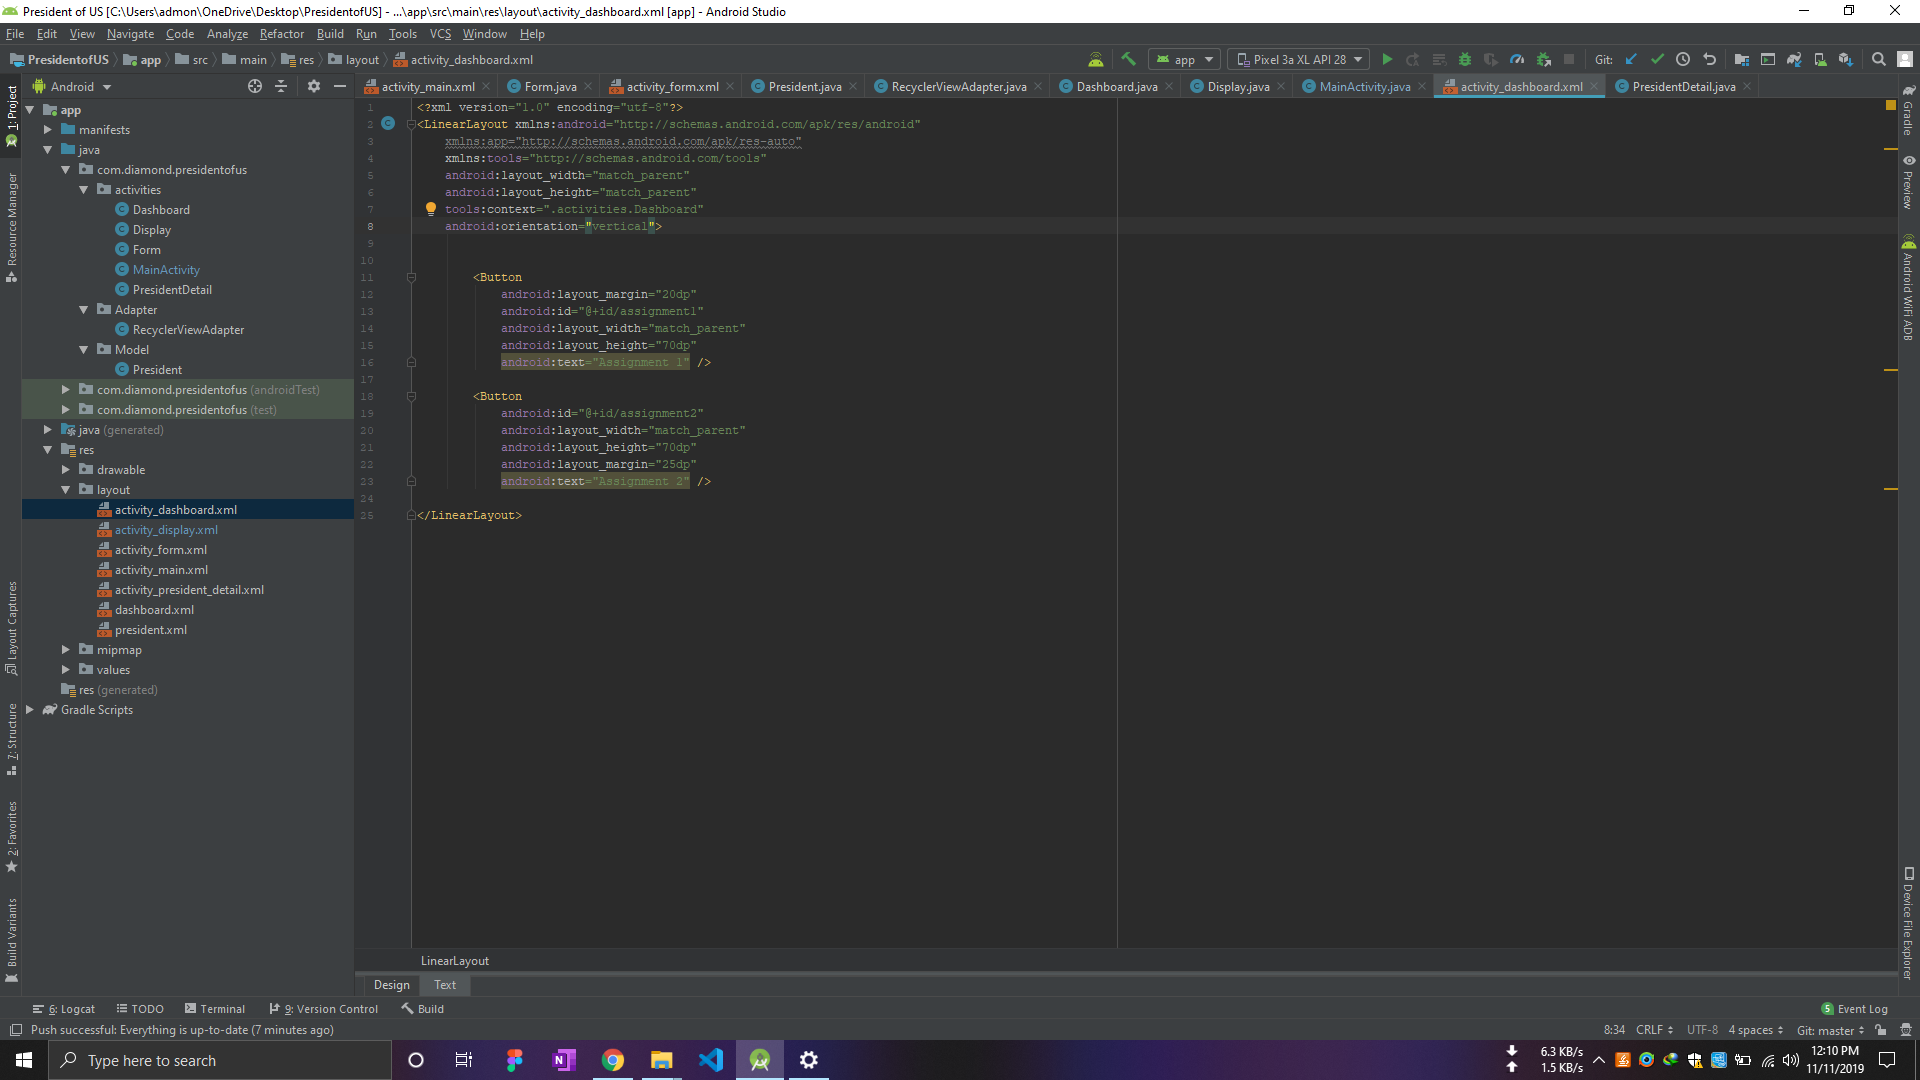 President of US [C:\Users\admon\OneDrive\Desktop\PresidentofUS] - ...\app\src\main\res\layout\activity_dashboard.xml [app] - Android Studio
File Edit View Navigate Code Analyze Refactor Build Run Tools VCS Window Help
PresidentofUS app src main res layout activity_dashboard.xml app Pixel 3a XL API 28 Git:
Android activity_main.xml Form.java activity_form.xml President.java RecyclerViewAdapter.java Dashboard.java Display.java MainActivity.java activity_dashboard.xml PresidentDetail.java
1: Project
Resource Manager
Layout Captures
7: Structure
2: Favorites
Build Variants
app
manifests
java
com.diamond.presidentofus
activities
Dashboard
Display
Form
MainActivity
PresidentDetail
Adapter
RecyclerViewAdapter
Model
President
com.diamond.presidentofus (androidTest)
com.diamond.presidentofus (test)
java (generated)
res
drawable
layout
activity_dashboard.xml
activity_display.xml
activity_form.xml
activity_main.xml
activity_president_detail.xml
dashboard.xml
president.xml
mipmap
values
res (generated)
Gradle Scripts
1 <?xml version="1.0" encoding="utf-8"?>
2 <LinearLayout xmlns:android="http://schemas.android.com/apk/res/android"
3 xmlns:app="http://schemas.android.com/apk/res-auto"
4 xmlns:tools="http://schemas.android.com/tools"
5 android:layout_width="match_parent"
6 android:layout_height="match_parent"
7 tools:context=".activities.Dashboard"
8 android:orientation="vertical">
9
10
11 <Button
12 android:layout_margin="20dp"
13 android:id="@+id/assignment1"
14 android:layout_width="match_parent"
15 android:layout_height="70dp"
16 android:text="Assignment 1" />
17
18 <Button
19 android:id="@+id/assignment2"
20 android:layout_width="match_parent"
21 android:layout_height="70dp"
22 android:layout_margin="25dp"
23 android:text="Assignment 2" />
24
25 </LinearLayout>
Gradle
Preview
Android WiFi ADB
Device File Explorer
LinearLayout
Design Text
6: Logcat TODO Terminal 9: Version Control Build 5 Event Log
Push successful: Everything is up-to-date (7 minutes ago) 8:34 CRLF UTF-8 4 spaces Git: master
Type here to search
6.3 KB/s
1.5 KB/s
12:10 PM
11/11/2019